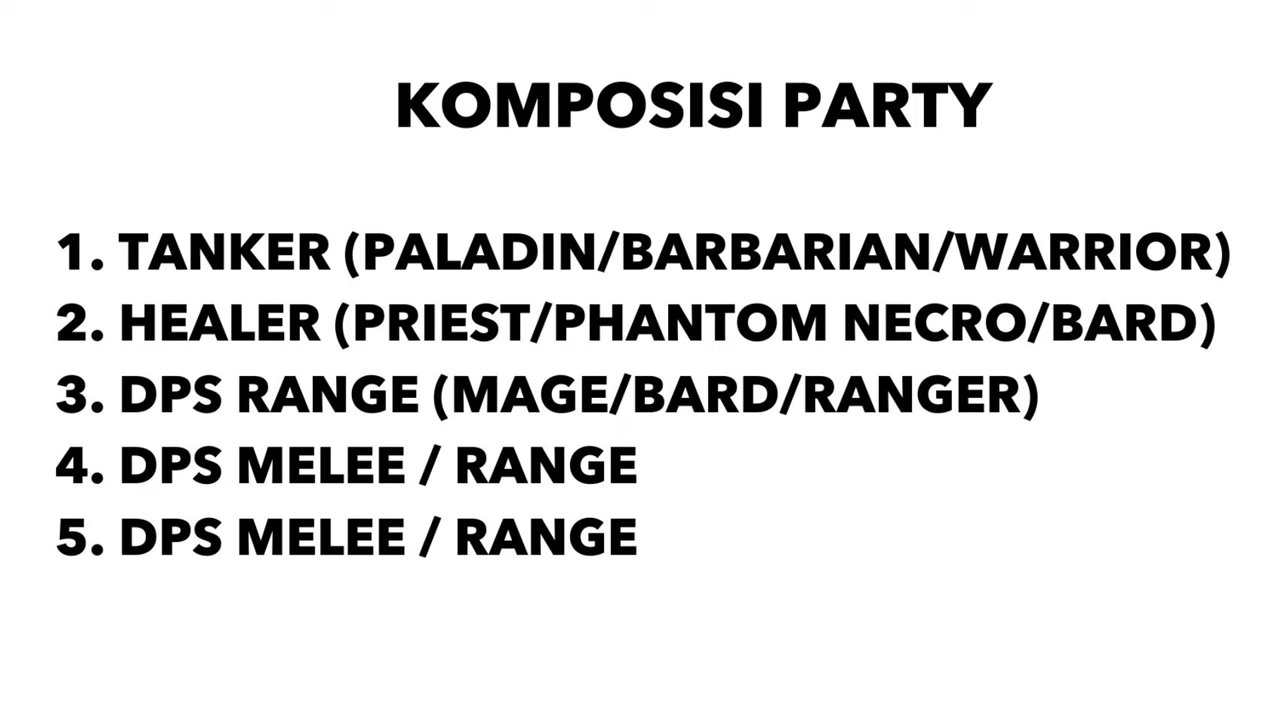 KOMPOSISI PARTY
1. TANKER (PALADIN/BARBARIAN/WARRIOR)
2. HEALER (PRIEST/PHANTOM NECRO/BARD)
3. DPS RANGE (MAGE/BARD/RANGER)
4. DPS MELEE / RANGE
5. DPS MELEE / RANGE